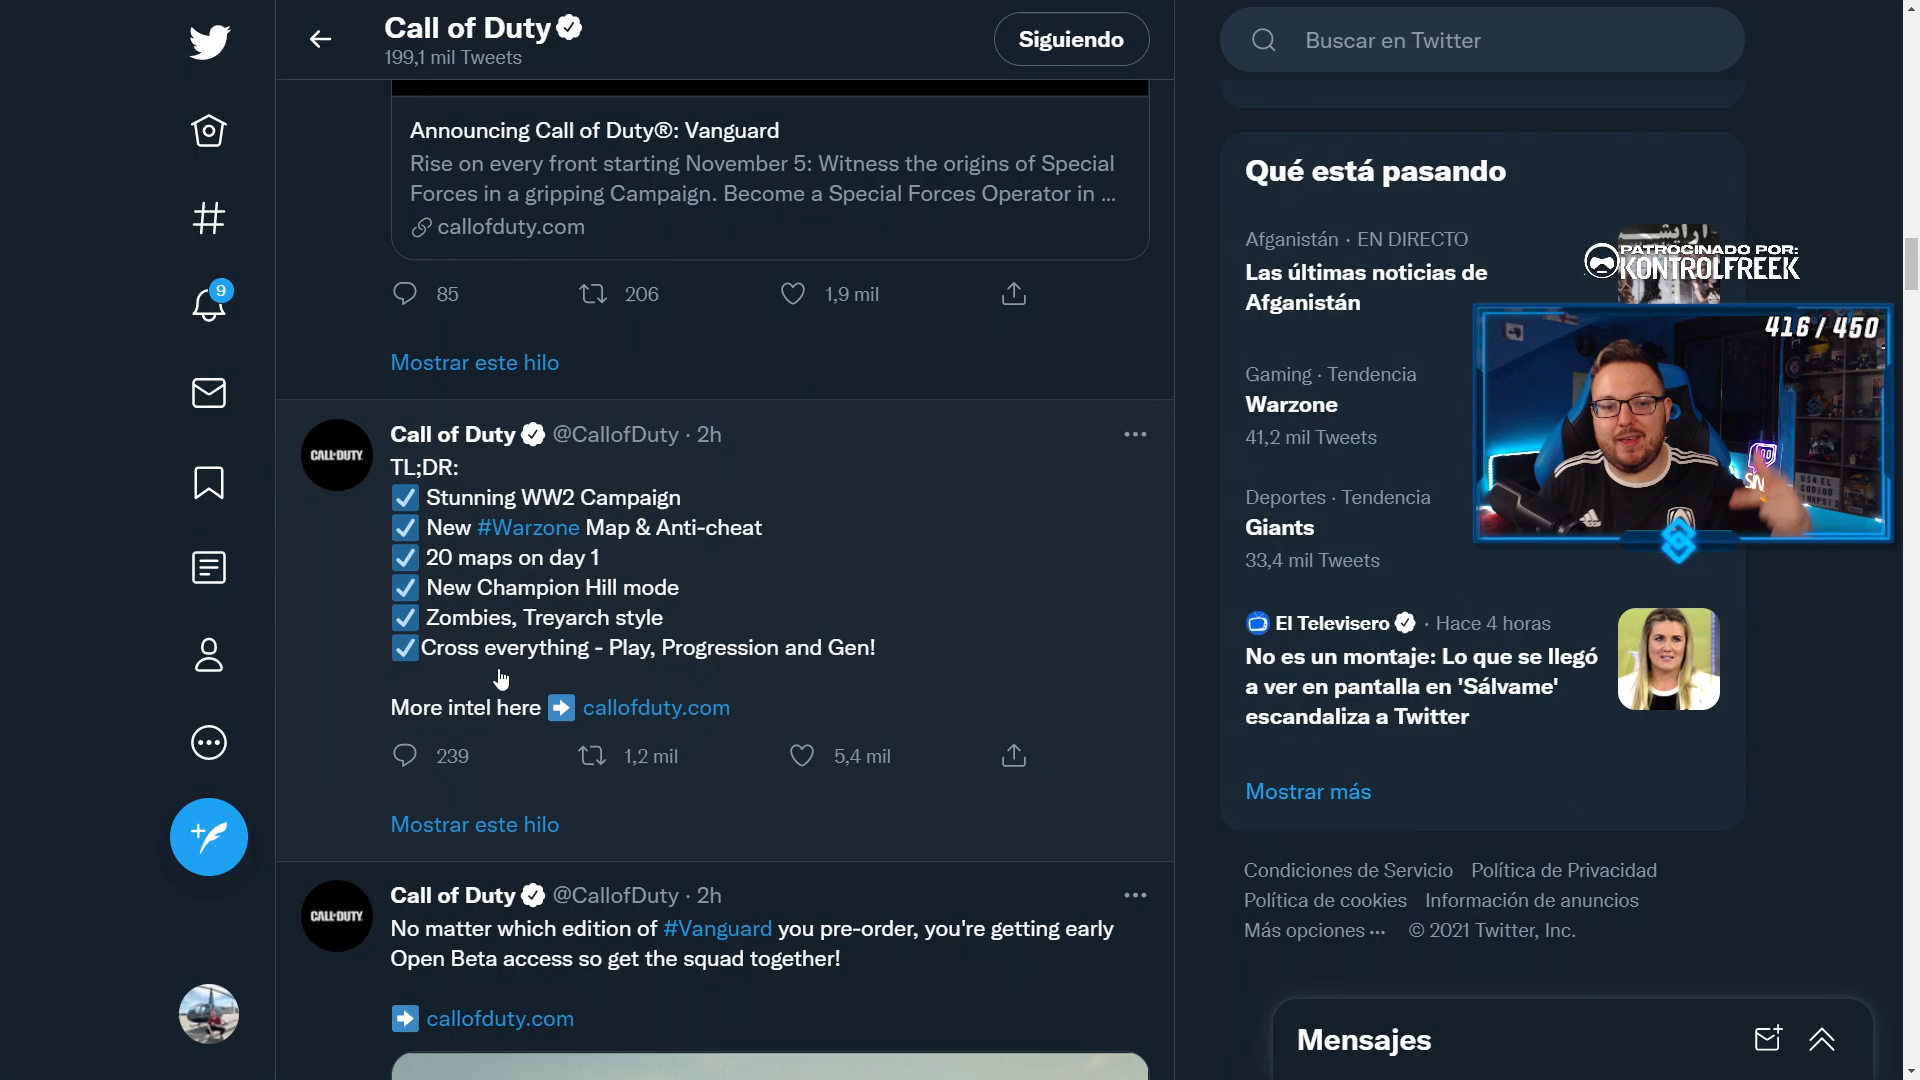 Call of Duty
199,1 mil Tweets
Siguiendo
Buscar en Twitter
Announcing Call of Duty®: Vanguard
Rise on every front starting November 5: Witness the origins of Special
Forces in a gripping Campaign. Become a Special Forces Operator in ...
callofduty.com
85
206
1,9 mil
Mostrar este hilo
CALL·DUTY
Call of Duty @CallofDuty · 2h
TL;DR:
Stunning WW2 Campaign
New #Warzone Map & Anti-cheat
20 maps on day 1
New Champion Hill mode
Zombies, Treyarch style
Cross everything - Play, Progression and Gen!
More intel here callofduty.com
239
1,2 mil
5,4 mil
Mostrar este hilo
CALL·DUTY
Call of Duty @CallofDuty · 2h
No matter which edition of #Vanguard you pre-order, you're getting early
Open Beta access so get the squad together!
callofduty.com
9
Qué está pasando
Afganistán · EN DIRECTO
Las últimas noticias de
Afganistán
PATROCINADO POR:
KONTROLFREEK
416 / 450
Gaming · Tendencia
Warzone
41,2 mil Tweets
Deportes · Tendencia
Giants
33,4 mil Tweets
El Televisero · Hace 4 horas
No es un montaje: Lo que se llegó
a ver en pantalla en 'Sálvame'
escandaliza a Twitter
Mostrar más
Condiciones de Servicio Política de Privacidad
Política de cookies Información de anuncios
Más opciones ··· © 2021 Twitter, Inc.
Mensajes